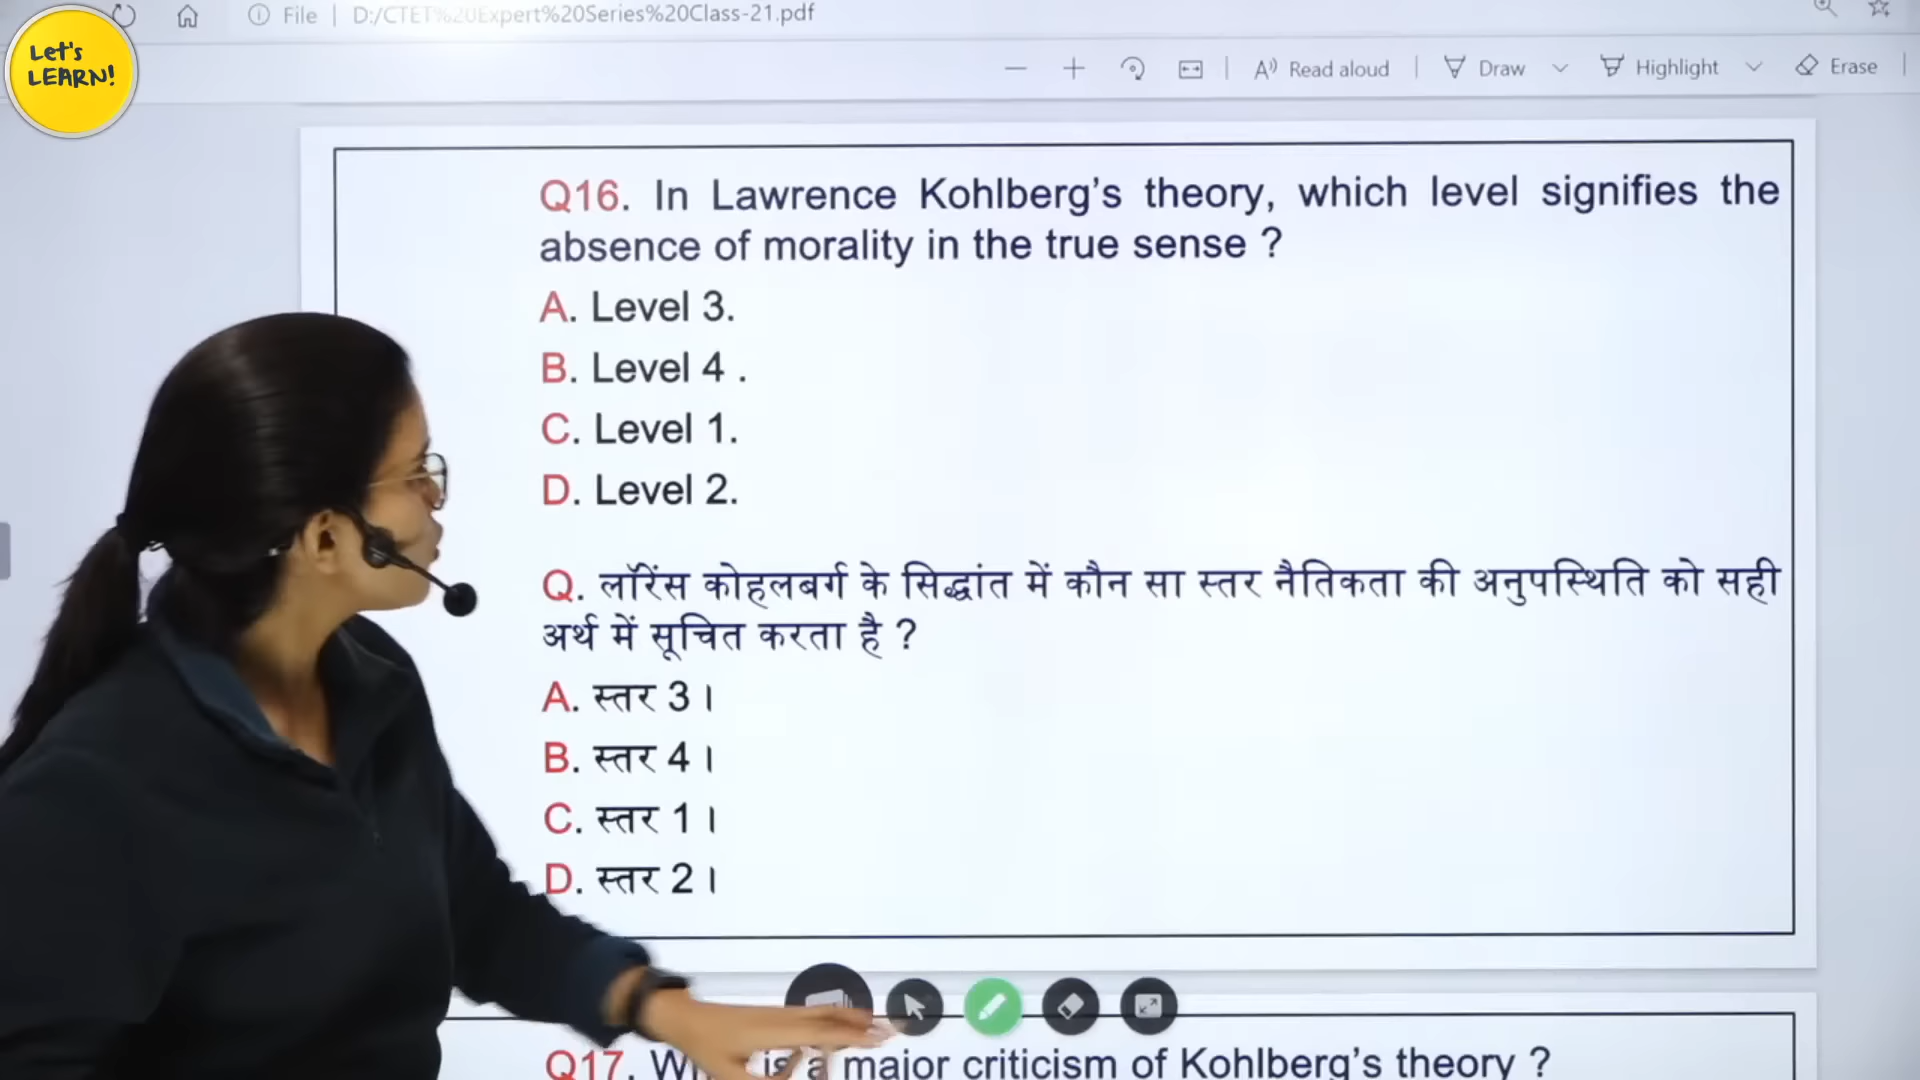 Let's
LEARN!
File | D:/CTET%20Expert%20Series%20Class-21.pdf
Read aloud
Draw
Highlight
Erase
Q16. In Lawrence Kohlberg's theory, which level signifies the
absence of morality in the true sense ?
A. Level 3.
B. Level 4 .
C. Level 1.
D. Level 2.
Q. लॉरेंस कोहलबर्ग के सिद्धांत में कौन सा स्तर नैतिकता की अनुपस्थिति को सही
अर्थ में सूचित करता है ?
A. स्तर 3।
B. स्तर 4।
C. स्तर 1।
D. स्तर 2।
Q17. is a major criticism of Kohlberg's theory ?